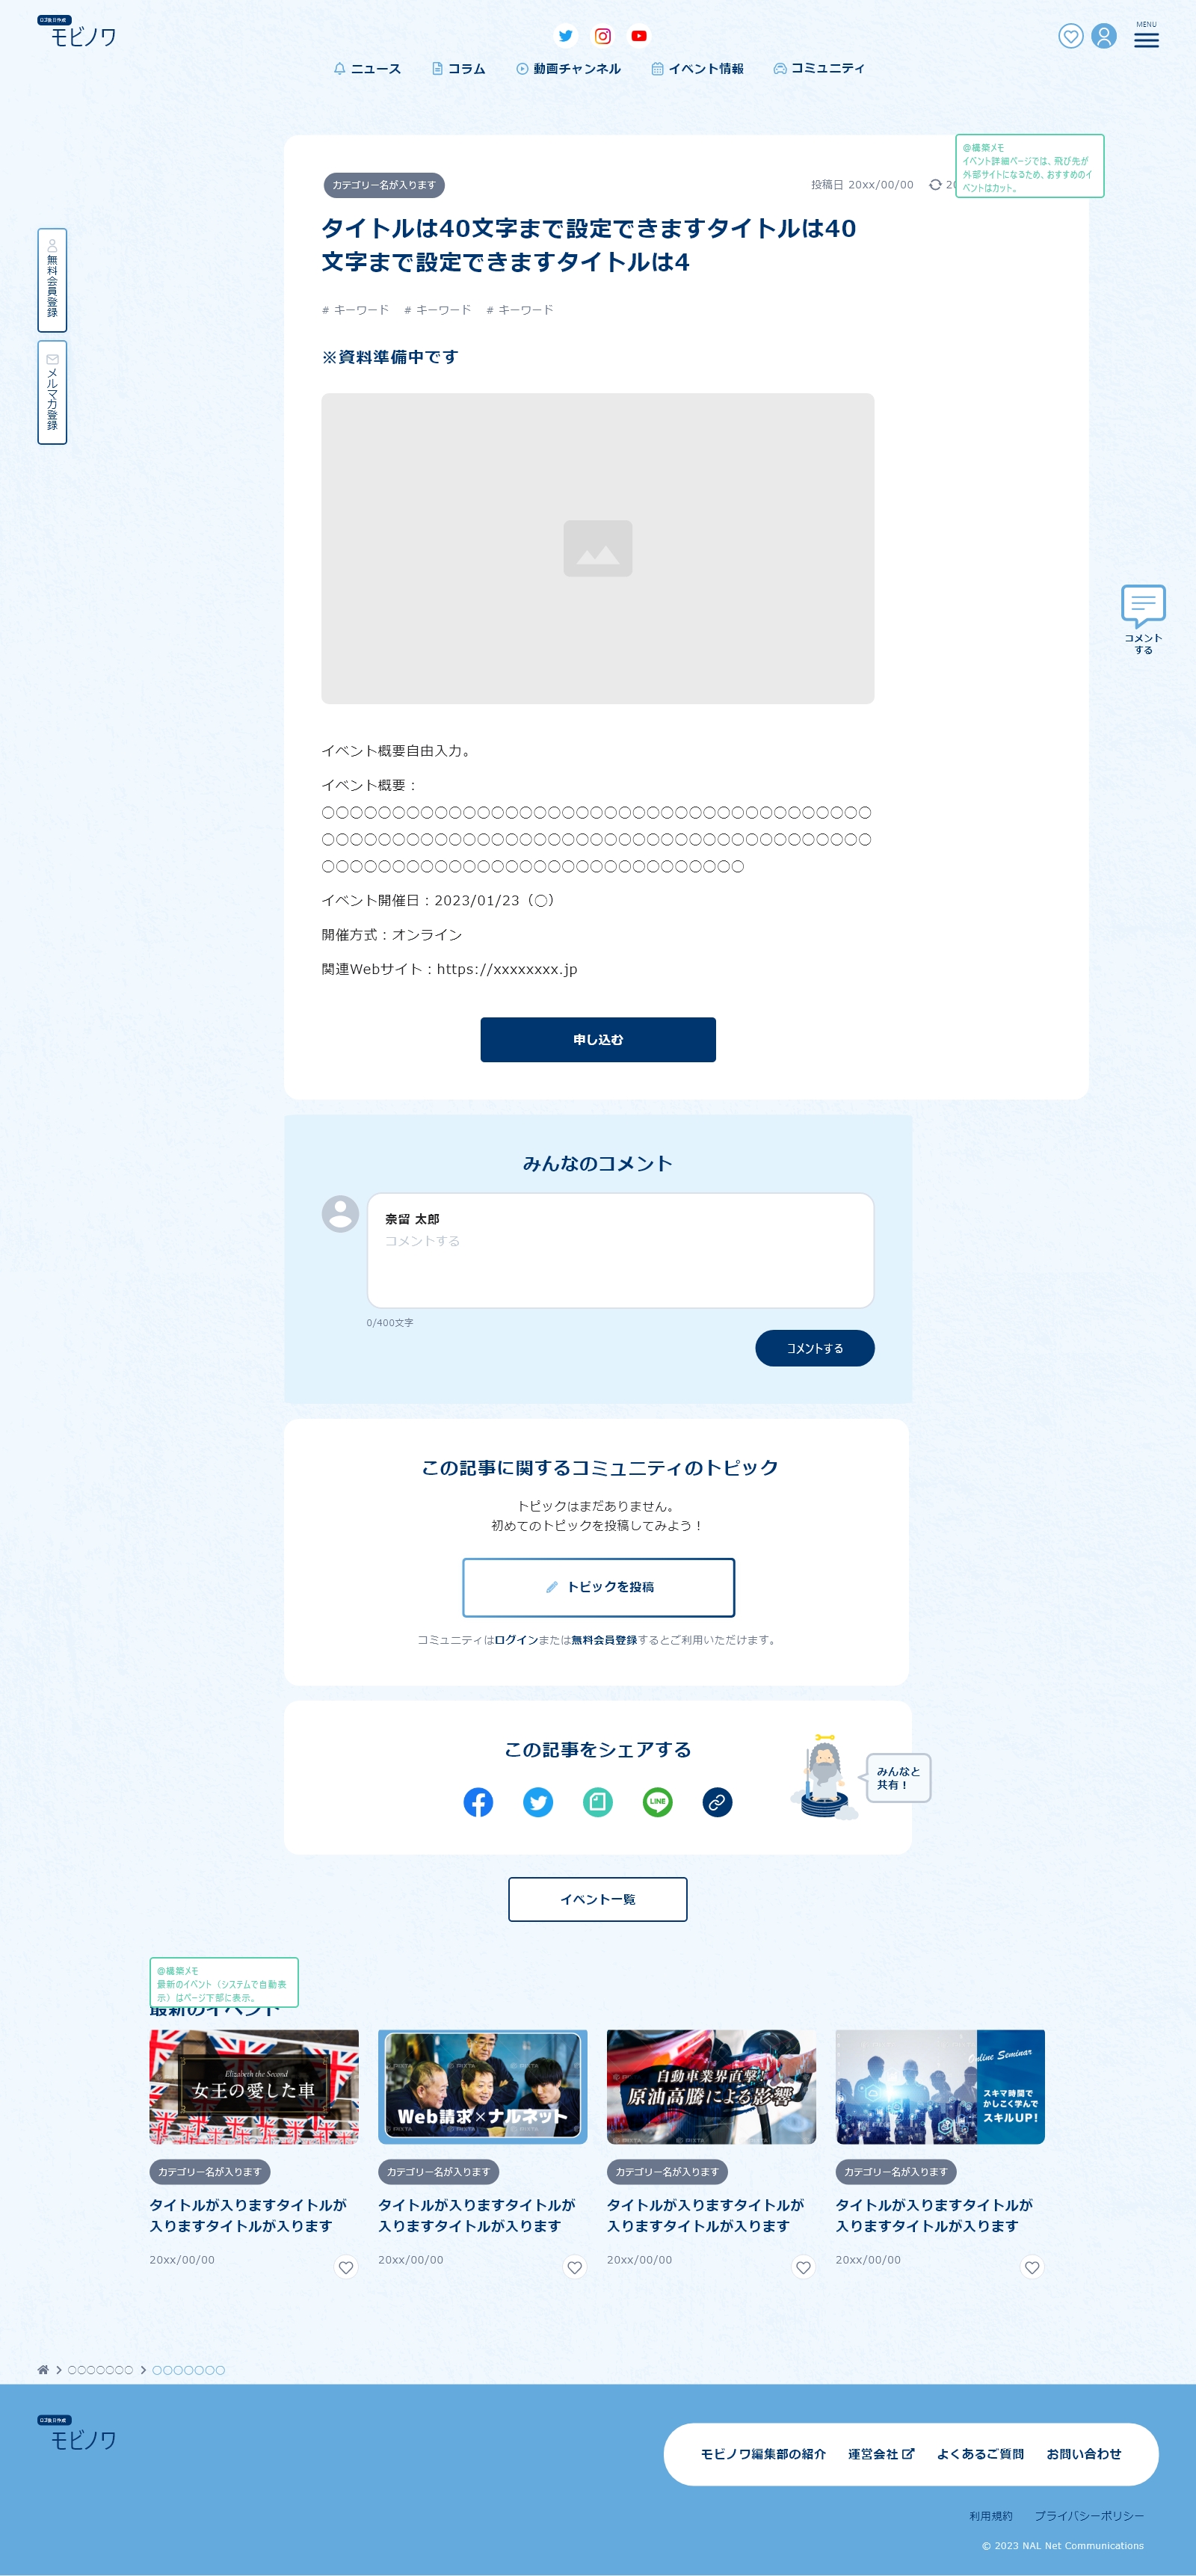 ロゴ後日作成
モビノワ
MENU
ニュース
コラム
動画チャンネル
イベント情報
コミュニティ
@構築メモ
イベント詳細ページでは、飛び先が
外部サイトになるため、おすすめのイ
ベントはカット。
カテゴリー名が入ります
投稿日 20xx/00/00
タイトルは40文字まで設定できますタイトルは40
文字まで設定できますタイトルは4
無料会員登録
# キーワード # キーワード # キーワード
※資料準備中です
メルマガ登録
コメント
する
イベント概要自由入力。
イベント概要：
〇〇〇〇〇〇〇〇〇〇〇〇〇〇〇〇〇〇〇〇〇〇〇〇〇〇〇〇〇〇〇〇〇〇〇〇〇〇〇
〇〇〇〇〇〇〇〇〇〇〇〇〇〇〇〇〇〇〇〇〇〇〇〇〇〇〇〇〇〇〇〇〇〇〇〇〇〇〇
〇〇〇〇〇〇〇〇〇〇〇〇〇〇〇〇〇〇〇〇〇〇〇〇〇〇〇〇〇〇
イベント開催日：2023/01/23（〇）
開催方式：オンライン
関連Webサイト：https://xxxxxxxx.jp
申し込む
みんなのコメント
奈留 太郎
コメントする
0/400文字
コメントする
この記事に関するコミュニティのトピック
トピックはまだありません。
初めてのトピックを投稿してみよう！
トピックを投稿
コミュニティはログインまたは無料会員登録するとご利用いただけます。
この記事をシェアする
みんなと
共有！
LINE
イベント一覧
@構築メモ
最新のイベント（システムで自動表
示）はページ下部に表示。
最新のイベント
Elizabeth the Second
女王の愛した車
カテゴリー名が入ります
タイトルが入りますタイトルが
入りますタイトルが入ります
20xx/00/00
Web請求×ナルネット
カテゴリー名が入ります
タイトルが入りますタイトルが
入りますタイトルが入ります
20xx/00/00
自動車業界直撃!
原油高騰による影響
カテゴリー名が入ります
タイトルが入りますタイトルが
入りますタイトルが入ります
20xx/00/00
Online Seminar
スキマ時間で
かしこく学んで
スキルUP!
カテゴリー名が入ります
タイトルが入りますタイトルが
入りますタイトルが入ります
20xx/00/00
〇〇〇〇〇〇〇 〇〇〇〇〇〇〇
ロゴ後日作成
モビノワ
モビノワ編集部の紹介
運営会社
よくあるご質問
お問い合わせ
利用規約
プライバシーポリシー
© 2023 NAL Net Communications